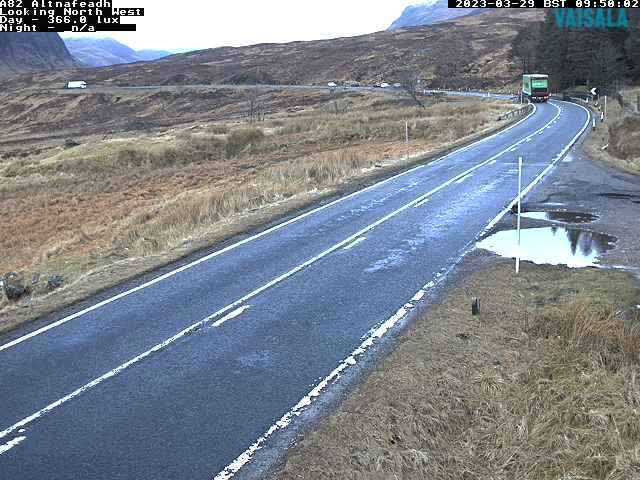 A82 Altnafeadh
2023-03-29 BST 09:50:02
Looking North West
VAISALA
Day - 366.0 lux
Night - n/a